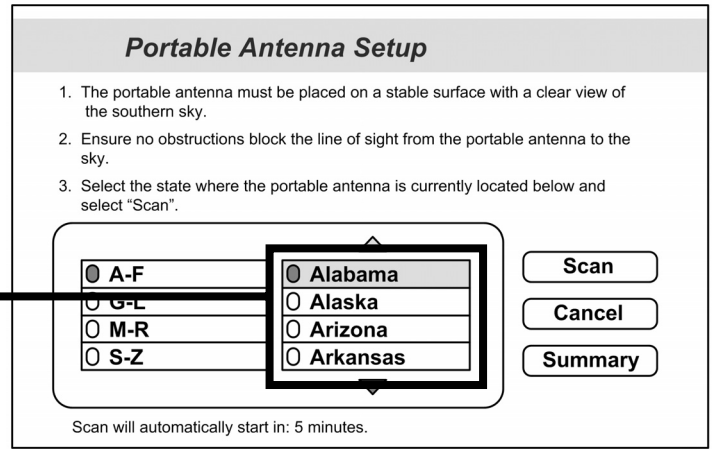 Portable Antenna Setup
1. The portable antenna must be placed on a stable surface with a clear view of
the southern sky.
2. Ensure no obstructions block the line of sight from the portable antenna to the
sky.
3. Select the state where the portable antenna is currently located below and
select “Scan”.
A-F
G-L
M-R
S-Z
Alabama
Alaska
Arizona
Arkansas
Scan
Cancel
Summary
Scan will automatically start in: 5 minutes.